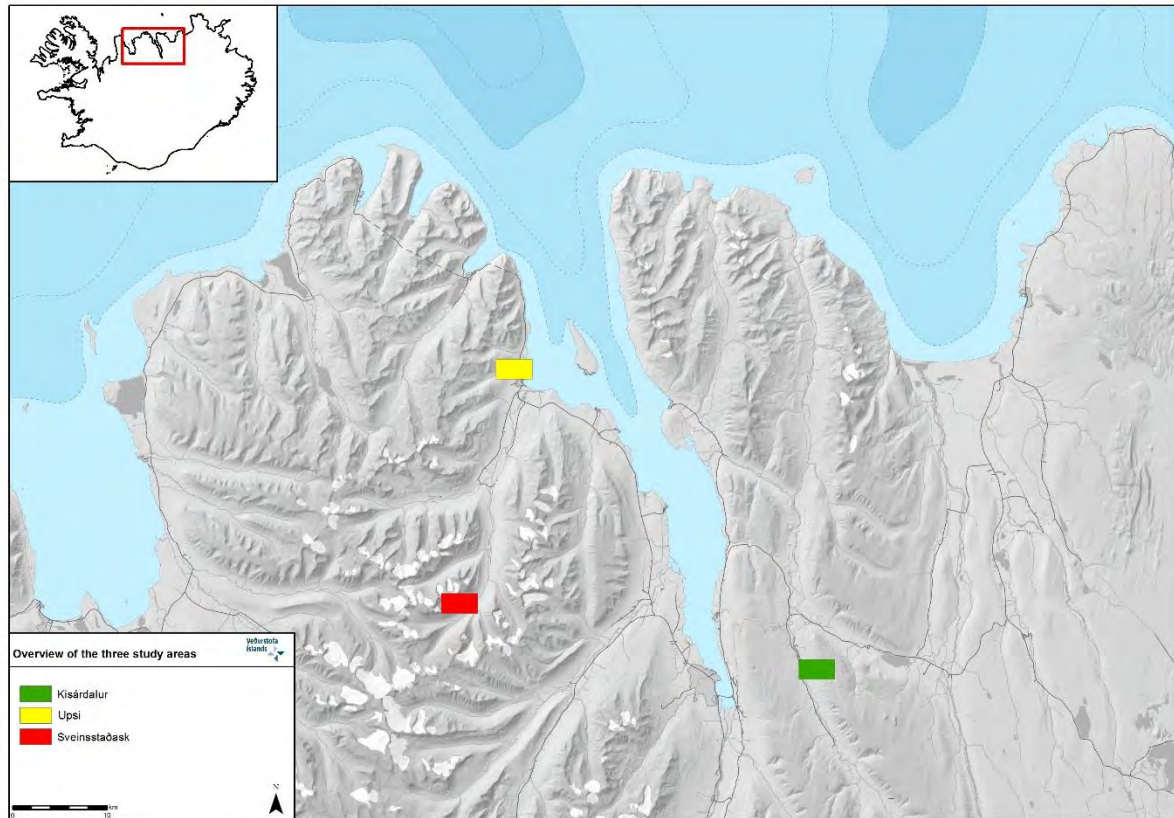 Overview of the three study areas
Veðurstofa
Íslands
Kisárdalur
Upsi
Sveinsstaðask
N
km
0
10